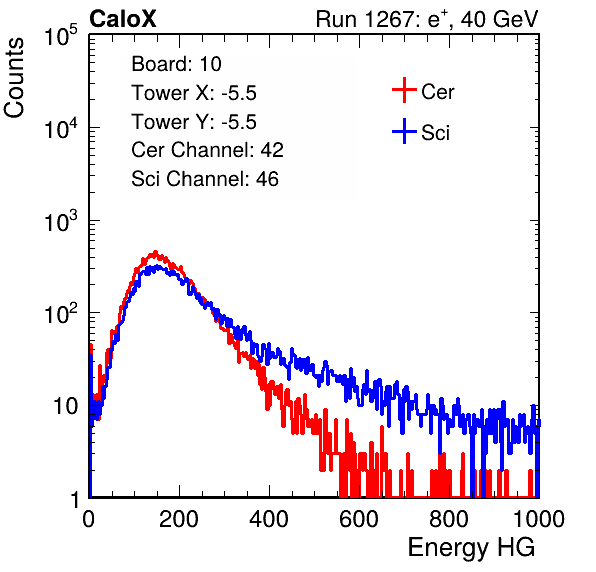 CaloX Run 1267: e⁺, 40 GeV
Counts
Board: 10
Tower X: -5.5
Tower Y: -5.5
Cer Channel: 42
Sci Channel: 46
Cer
Sci
10⁵
10⁴
10³
10²
10
1
0 200 400 600 800 1000
Energy HG